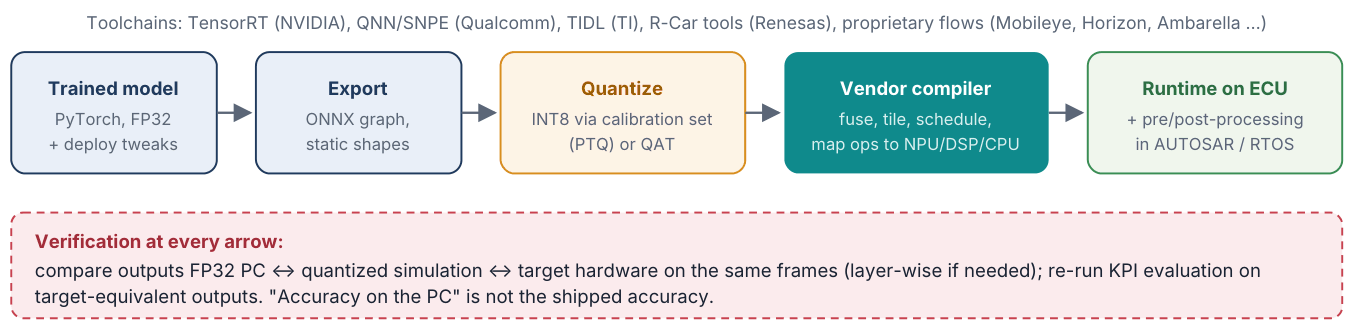 Toolchains: TensorRT (NVIDIA), QNN/SNPE (Qualcomm), TIDL (TI), R-Car tools (Renesas), proprietary flows (Mobileye, Horizon, Ambarella ...)
Trained model
PyTorch, FP32
+ deploy tweaks
Export
ONNX graph,
static shapes
Quantize
INT8 via calibration set
(PTQ) or QAT
Vendor compiler
fuse, tile, schedule,
map ops to NPU/DSP/CPU
Runtime on ECU
+ pre/post-processing
in AUTOSAR / RTOS
Verification at every arrow:
compare outputs FP32 PC ↔ quantized simulation ↔ target hardware on the same frames (layer-wise if needed); re-run KPI evaluation on
target-equivalent outputs. "Accuracy on the PC" is not the shipped accuracy.